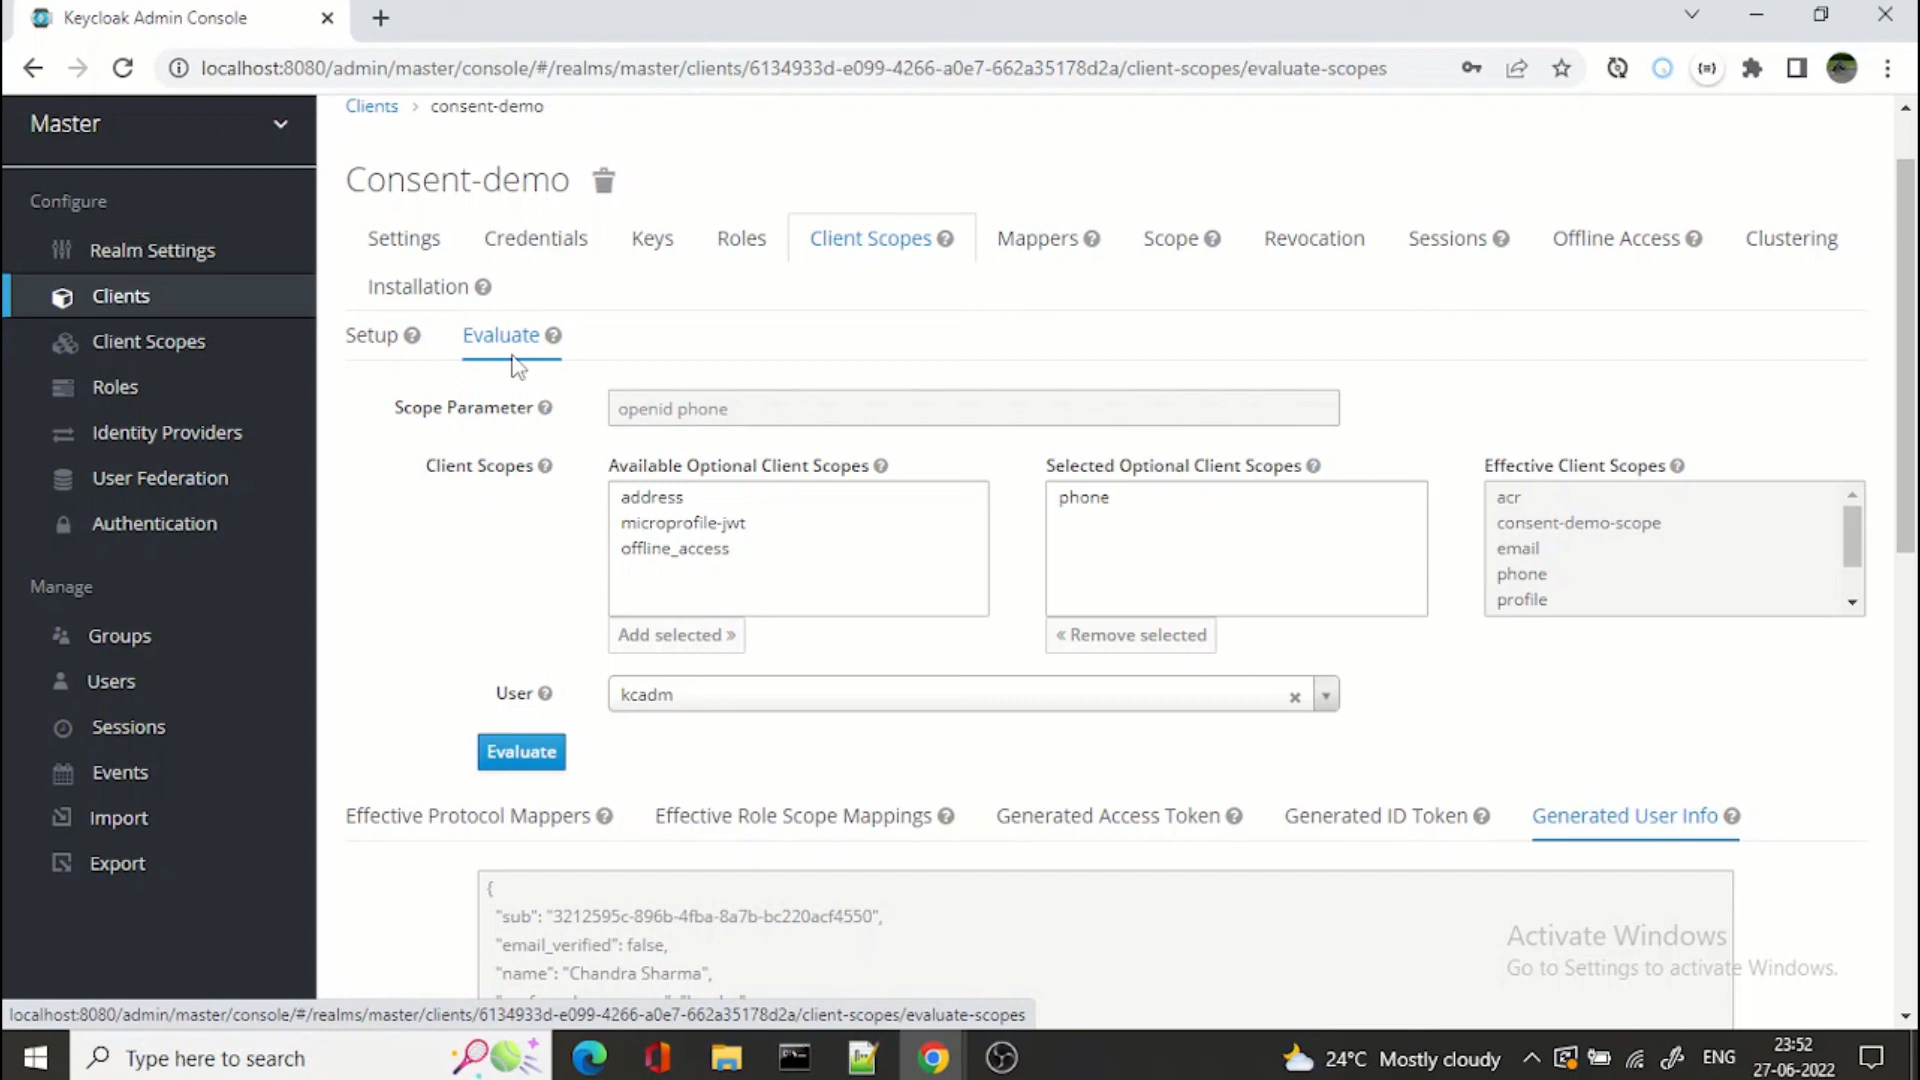 Keycloak Admin Console
localhost:8080/admin/master/console/#/realms/master/clients/6134933d-e099-4266-a0e7-662a35178d2a/client-scopes/evaluate-scopes
Master
Configure
Realm Settings
Clients
Client Scopes
Roles
Identity Providers
User Federation
Authentication
Manage
Groups
Users
Sessions
Events
Import
Export
Clients > consent-demo
Consent-demo
Settings Credentials Keys Roles Client Scopes Mappers Scope Revocation Sessions Offline Access Clustering
Installation
Setup Evaluate
Scope Parameter openid phone
Client Scopes Available Optional Client Scopes Selected Optional Client Scopes Effective Client Scopes
address phone acr
microprofile-jwt consent-demo-scope
offline_access email
phone
profile
Add selected » « Remove selected
User kcadm
Evaluate
Effective Protocol Mappers Effective Role Scope Mappings Generated Access Token Generated ID Token Generated User Info
{
"sub": "3212595c-896b-4fba-8a7b-bc220acf4550",
"email_verified": false,
"name": "Chandra Sharma",
Activate Windows
Go to Settings to activate Windows.
localhost:8080/admin/master/console/#/realms/master/clients/6134933d-e099-4266-a0e7-662a35178d2a/client-scopes/evaluate-scopes
Type here to search
24°C Mostly cloudy
ENG
23:52
27-06-2022